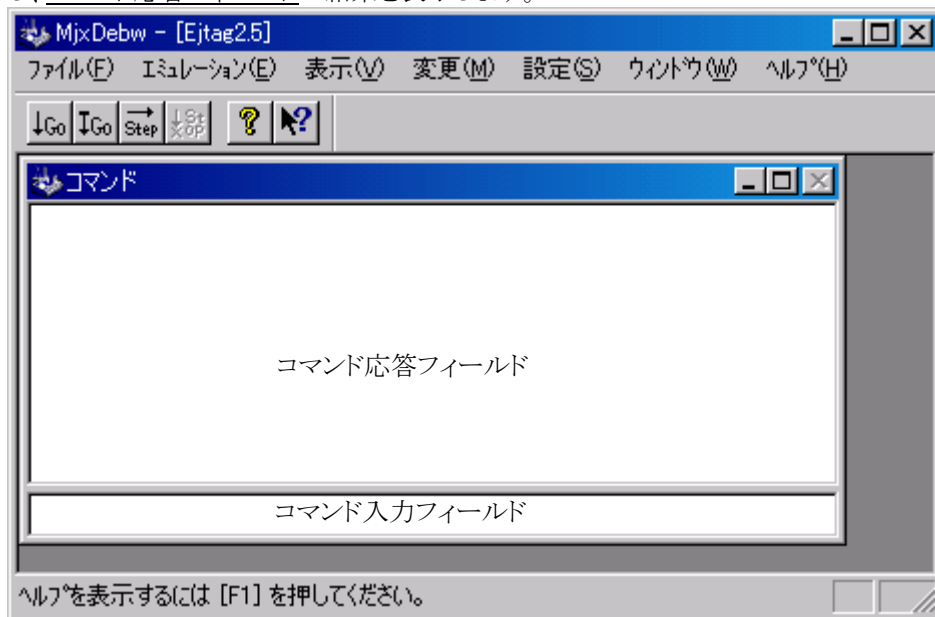 MjxDebw - [Ejtag2.5]
ファイル(F) エミュレーション(E) 表示(V) 変更(M) 設定(S) ウィンドウ(W) ヘルプ(H)
↓Go ↧Go Step Stop ? ?
コマンド
コマンド応答フィールド
コマンド入力フィールド
ヘルプを表示するには [F1] を押してください。